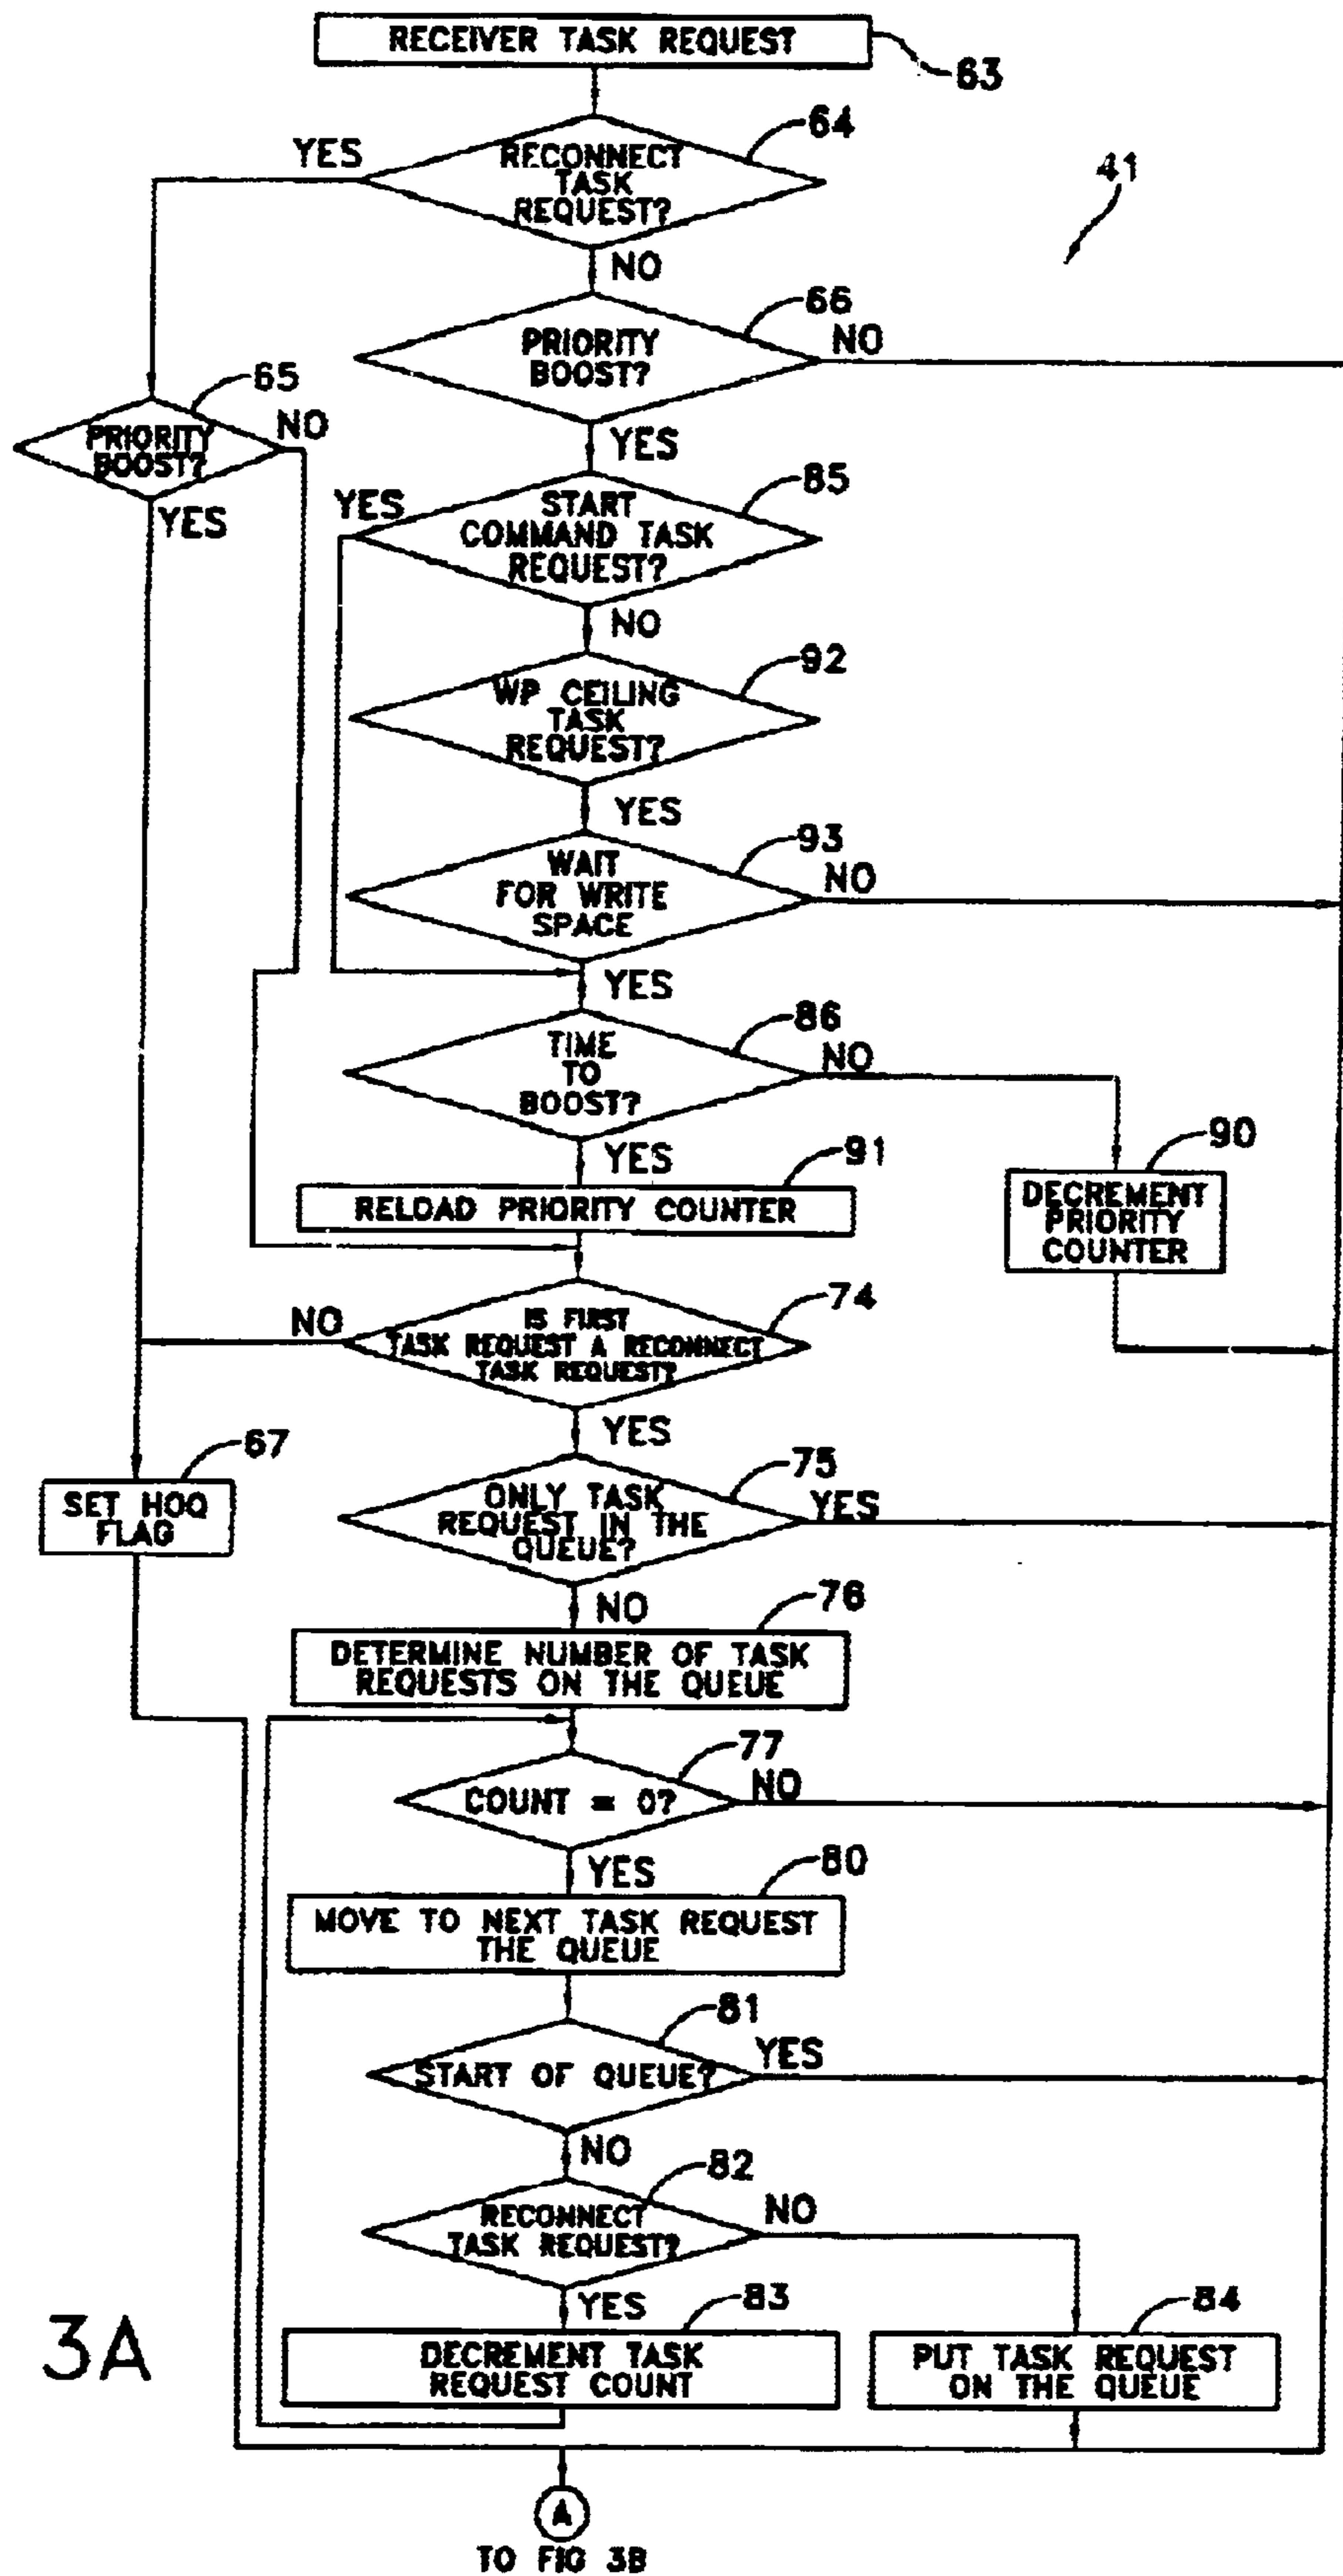 RECEIVER TASK REQUEST
63
64
YES
RECONNECT
TASK
REQUEST?
41
NO
66
PRIORITY
BOOST?
NO
65
PRIORITY
BOOST?
NO
YES
YES
85
YES
START
COMMAND TASK
REQUEST?
NO
92
WP CEILING
TASK
REQUEST?
YES
93
WAIT
FOR WRITE
SPACE
NO
YES
86
TIME
TO
BOOST?
NO
YES
91
RELOAD PRIORITY COUNTER
90
DECREMENT
PRIORITY
COUNTER
74
NO
IS FIRST
TASK REQUEST A RECONNECT
TASK REQUEST?
YES
67
SET HOQ
FLAG
75
ONLY TASK
REQUEST IN THE
QUEUE?
YES
NO
76
DETERMINE NUMBER OF TASK
REQUESTS ON THE QUEUE
77
COUNT = 0?
NO
YES
80
MOVE TO NEXT TASK REQUEST
THE QUEUE
81
START OF QUEUE?
YES
NO
82
RECONNECT
TASK REQUEST?
NO
YES
83
DECREMENT TASK
REQUEST COUNT
84
PUT TASK REQUEST
ON THE QUEUE
3A
A
TO FIG 3B